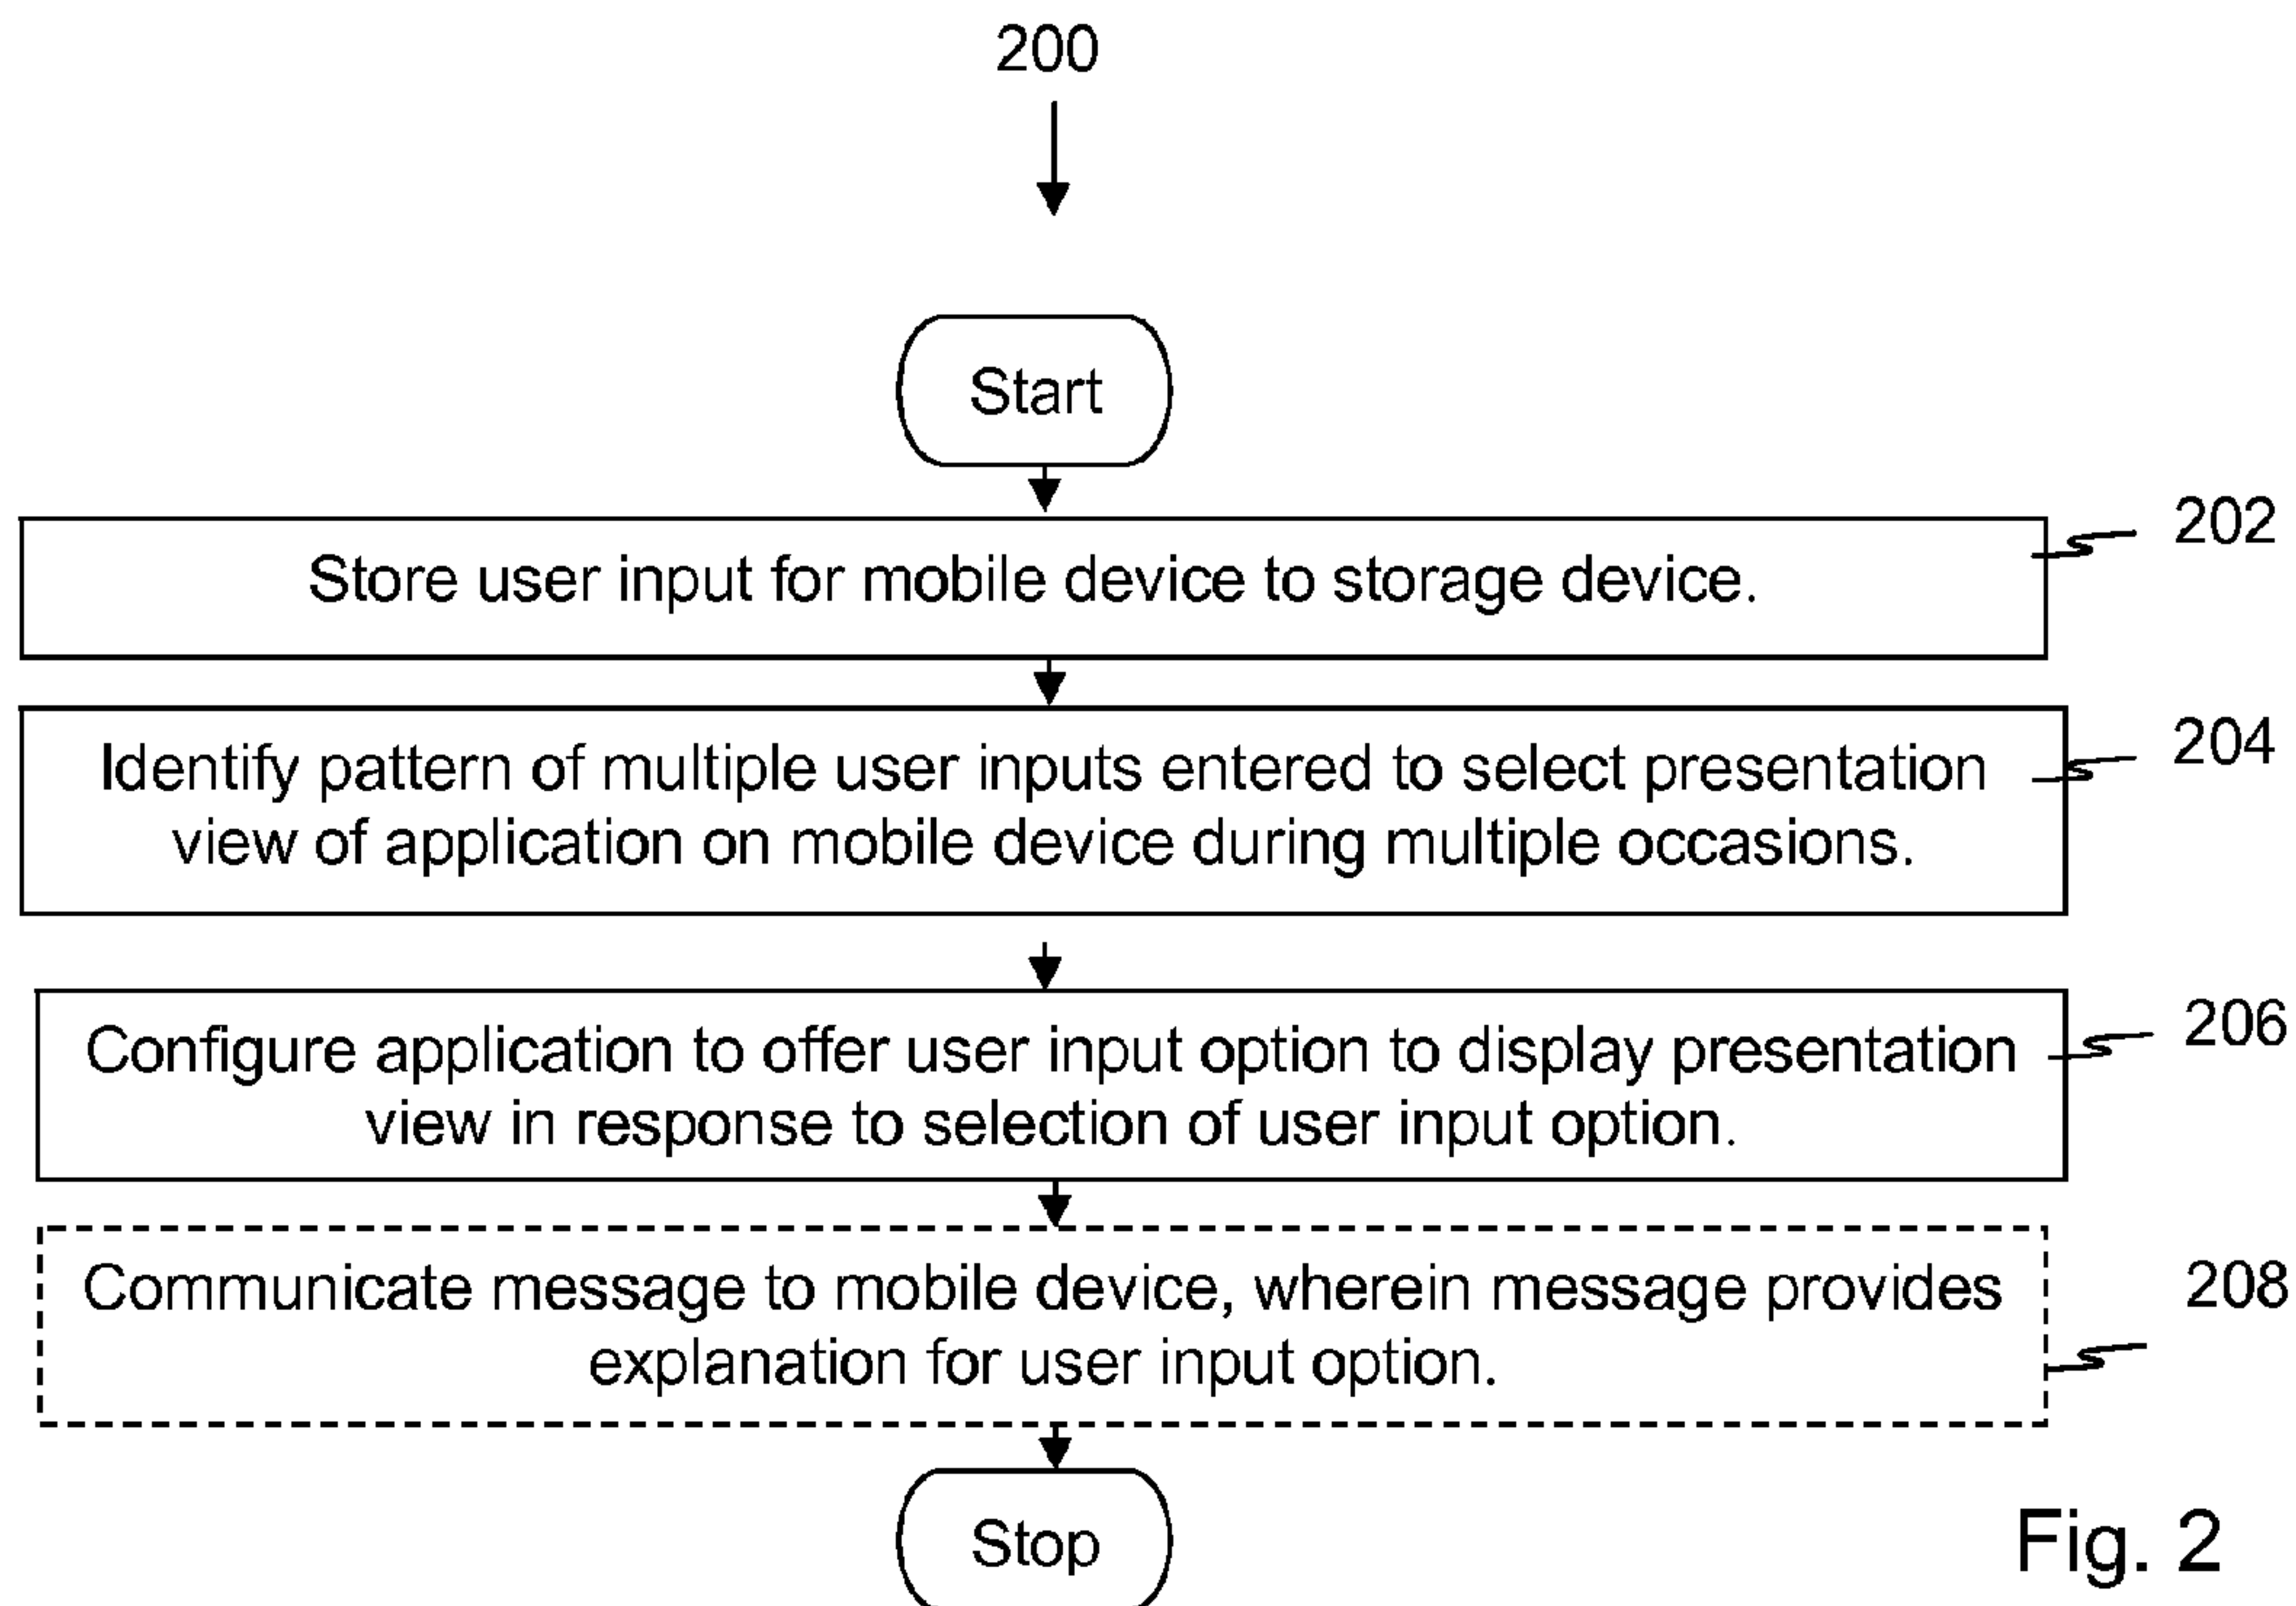 200
Start
Store user input for mobile device to storage device.
202
Identify pattern of multiple user inputs entered to select presentation
view of application on mobile device during multiple occasions.
204
Configure application to offer user input option to display presentation
view in response to selection of user input option.
206
Communicate message to mobile device, wherein message provides
explanation for user input option.
208
Stop
Fig. 2